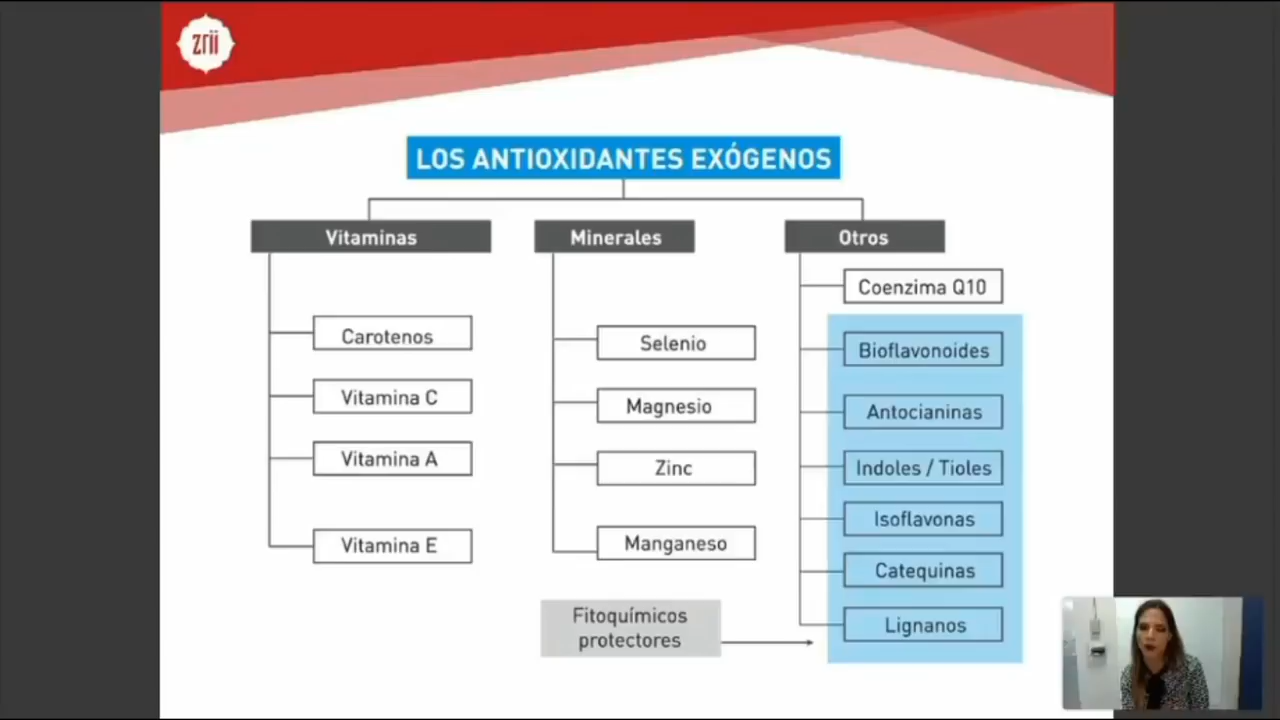 zrii
LOS ANTIOXIDANTES EXÓGENOS
Vitaminas
Carotenos
Vitamina C
Vitamina A
Vitamina E
Minerales
Selenio
Magnesio
Zinc
Manganeso
Otros
Coenzima Q10
Bioflavonoides
Antocianinas
Indoles / Tioles
Isoflavonas
Catequinas
Lignanos
Fitoquímicos
protectores